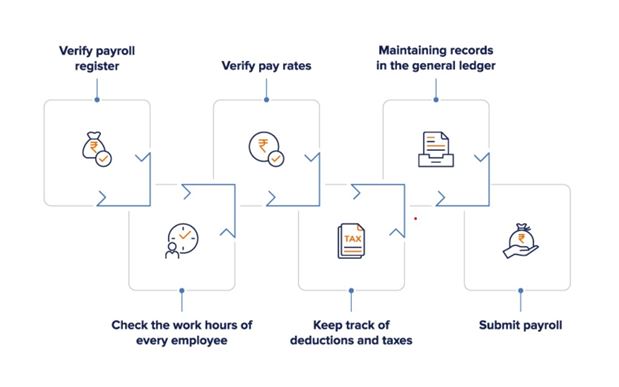 Verify payroll
register
Check the work hours of
every employee
Verify pay rates
TAX
Keep track of
deductions and taxes
Maintaining records
in the general ledger
Submit payroll